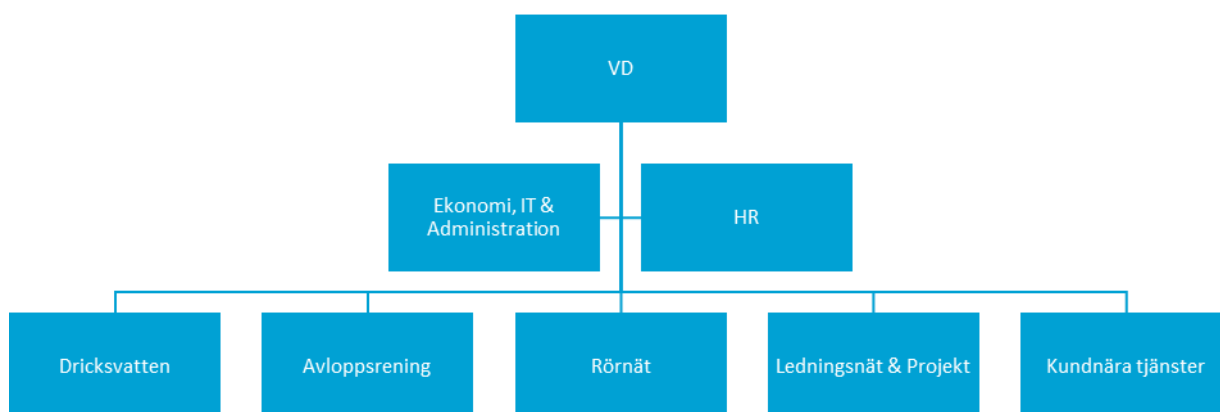 VD
Ekonomi, IT &
Administration
HR
Dricksvatten
Avloppsrening
Rörnät
Ledningsnät & Projekt
Kundnära tjänster